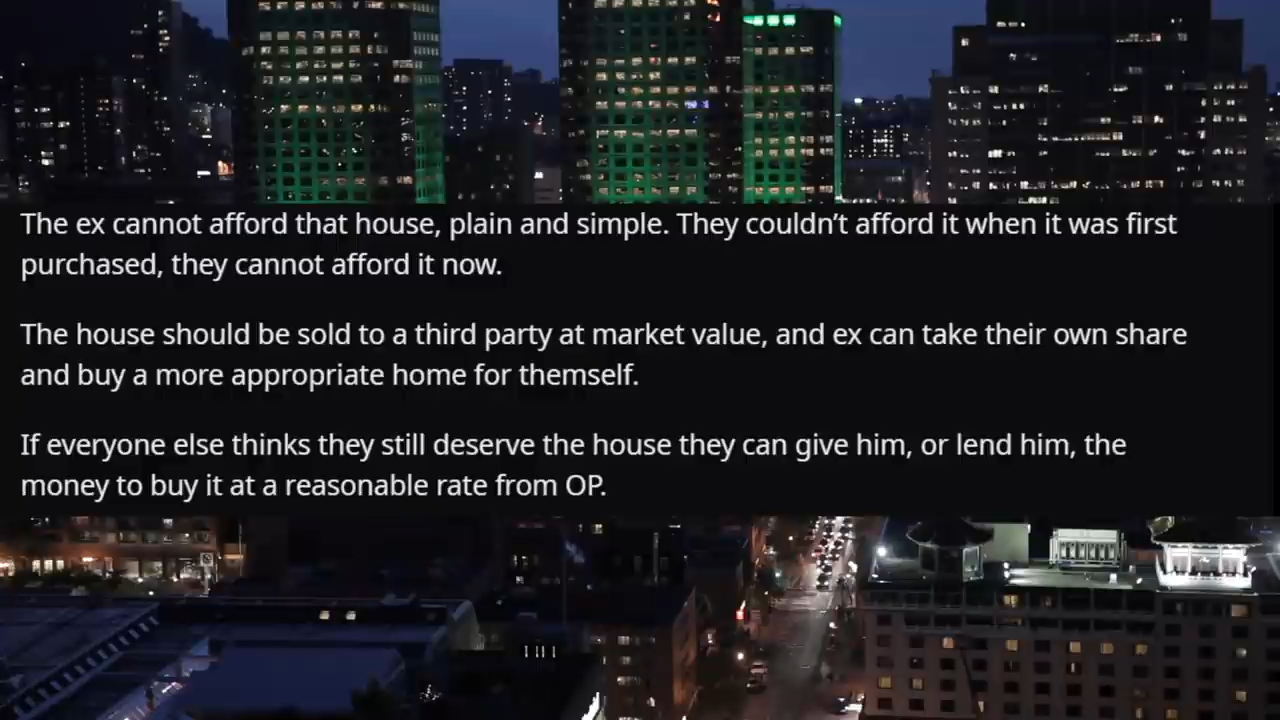 The ex cannot afford that house, plain and simple. They couldn’t afford it when it was first
purchased, they cannot afford it now.
The house should be sold to a third party at market value, and ex can take their own share
and buy a more appropriate home for themself.
If everyone else thinks they still deserve the house they can give him, or lend him, the
money to buy it at a reasonable rate from OP.